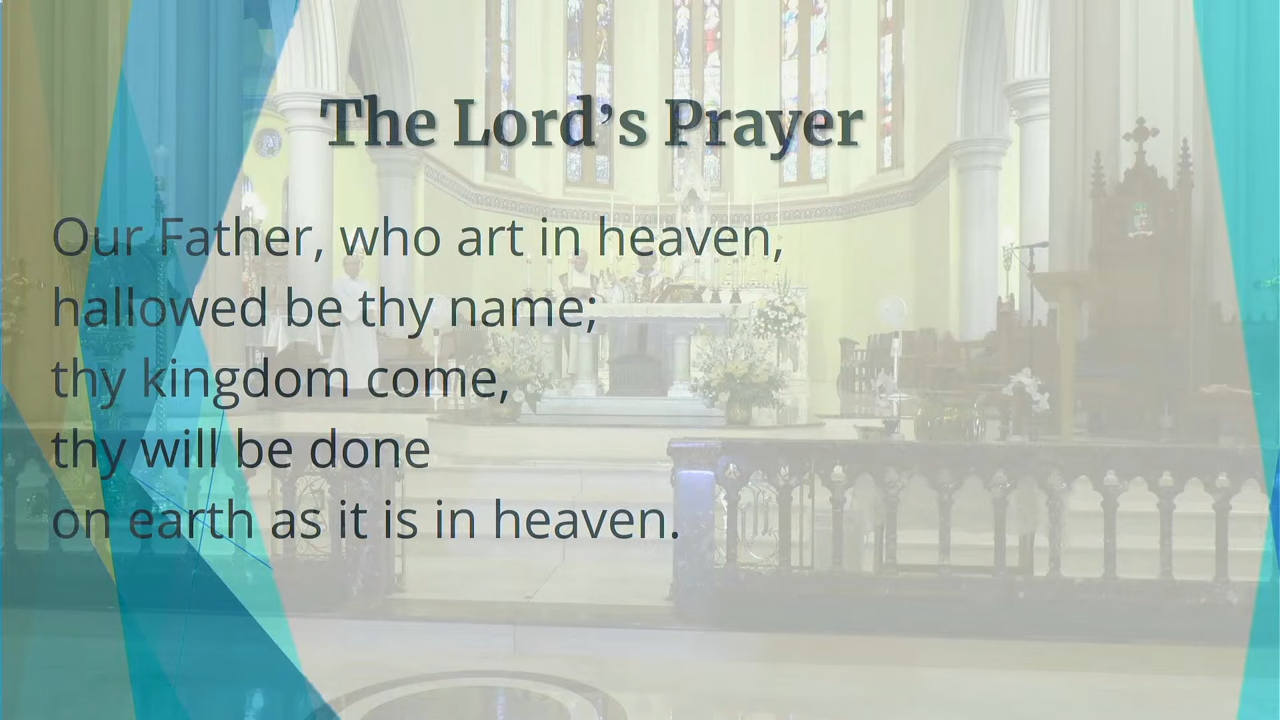 The Lord’s Prayer
Our Father, who art in heaven,
hallowed be thy name;
thy kingdom come,
thy will be done
on earth as it is in heaven.